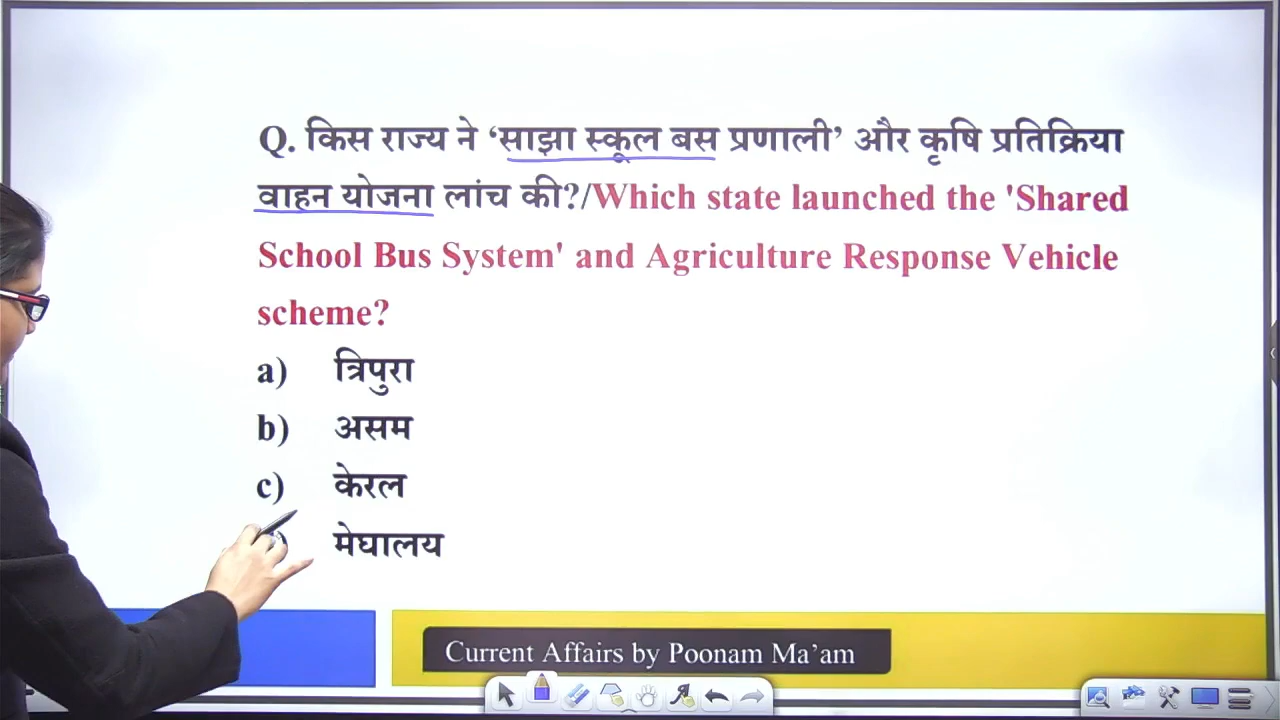 Q. किस राज्य ने ‘साझा स्कूल बस प्रणाली’ और कृषि प्रतिक्रिया
वाहन योजना लांच की?/Which state launched the 'Shared
School Bus System' and Agriculture Response Vehicle
scheme?
a) त्रिपुरा
b) असम
c) केरल
मेघालय
Current Affairs by Poonam Ma’am